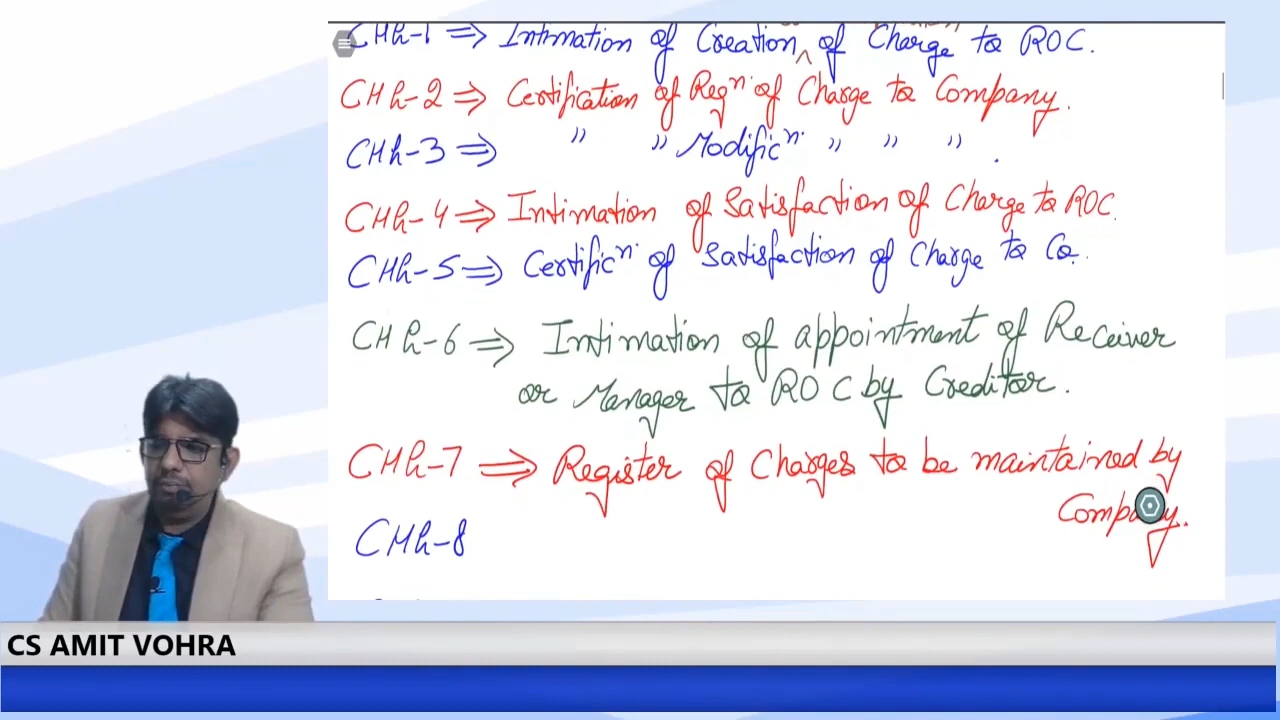 CHG-1 ⇒ Intimation of Creation ^ of Charge to ROC.
CHG-2 ⇒ Certification of Regⁿ. of Charge to Company.
CHG-3 ⇒ " " Modificⁿ. " " " .
CHG-4 ⇒ Intimation of Satisfaction of Charge to ROC.
CHG-5 ⇒ Certificⁿ. of Satisfaction of Charge to Co.
CHG-6 ⇒ Intimation of appointment of Receiver
or Manager to ROC by Creditor.
CHG-7 ⇒ Register of Charges to be maintained by
Company.
CHG-8
CS AMIT VOHRA